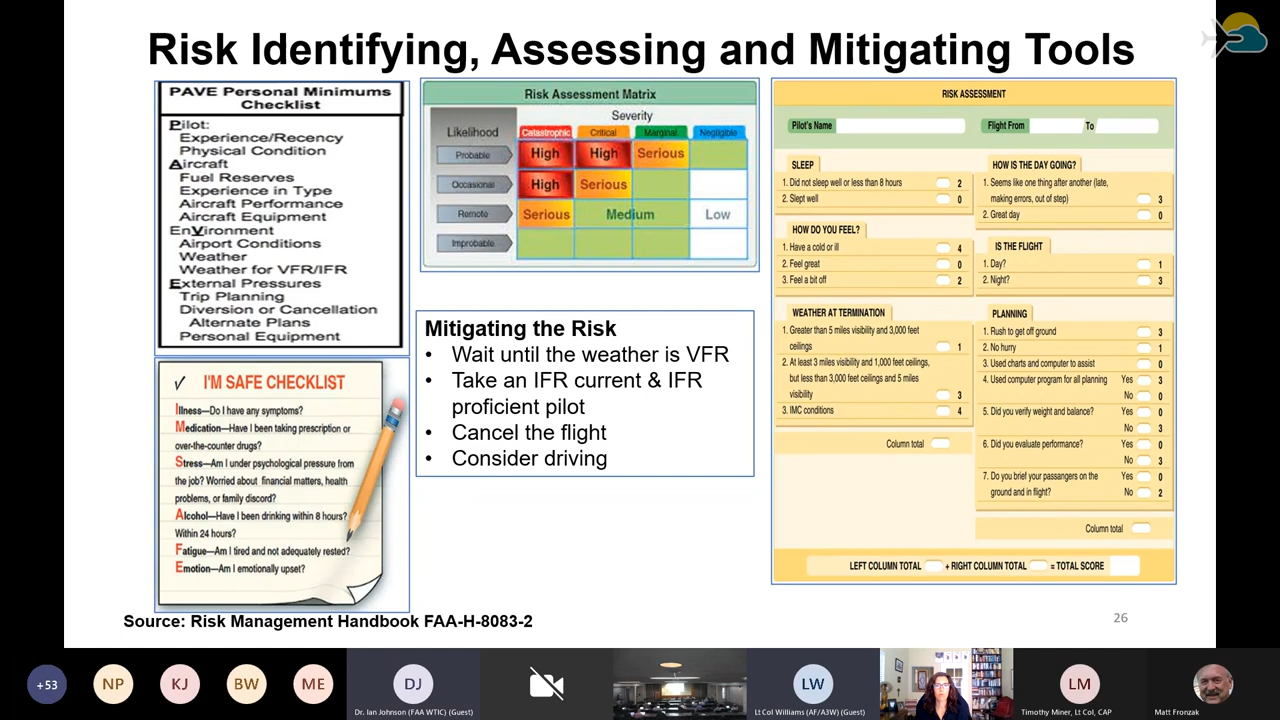 Risk Identifying, Assessing and Mitigating Tools
PAVE Personal Minimums
Checklist
Pilot:
Experience/Recency
Physical Condition
Aircraft
Fuel Reserves
Experience in Type
Aircraft Performance
Aircraft Equipment
EnVironment
Airport Conditions
Weather
Weather for VFR/IFR
External Pressures
Trip Planning
Diversion or Cancellation
Alternate Plans
Personal Equipment
Risk Assessment Matrix
Severity
Likelihood
Catastrophic Critical Marginal Negligible
Probable High High Serious
Occasional High Serious
Remote Serious Medium Low
Improbable
I'M SAFE CHECKLIST
Illness—Do I have any symptoms?
Medication—Have I been taking prescription or
over-the-counter drugs?
Stress—Am I under psychological pressure from
the job? Worried about financial matters, health
problems, or family discord?
Alcohol—Have I been drinking within 8 hours?
Within 24 hours?
Fatigue—Am I tired and not adequately rested?
Emotion—Am I emotionally upset?
Mitigating the Risk
• Wait until the weather is VFR
• Take an IFR current & IFR
proficient pilot
• Cancel the flight
• Consider driving
RISK ASSESSMENT
Pilot's Name Flight From To
SLEEP
1. Did not sleep well or less than 8 hours 2
2. Slept well 0
HOW DO YOU FEEL?
1. Have a cold or ill 4
2. Feel great 0
3. Feel a bit off 2
WEATHER AT TERMINATION
1. Greater than 5 miles visibility and 3,000 feet
ceilings 1
2. At least 3 miles visibility and 1,000 feet ceilings,
but less than 3,000 feet ceilings and 5 miles
visibility 3
3. IMC conditions 4
Column total
HOW IS THE DAY GOING?
1. Seems like one thing after another (late,
making errors, out of step) 3
2. Great day 0
IS THE FLIGHT
1. Day? 1
2. Night? 3
PLANNING
1. Rush to get off ground 3
2. No hurry 1
3. Used charts and computer to assist 0
4. Used computer program for all planning Yes 3
No 0
5. Did you verify weight and balance? Yes 0
No 3
6. Did you evaluate performance? Yes 0
No 3
7. Do you brief your passengers on the Yes 0
ground and in flight? No 2
Column total
LEFT COLUMN TOTAL + RIGHT COLUMN TOTAL = TOTAL SCORE
Source: Risk Management Handbook FAA-H-8083-2
26
+53
NP
KJ
BW
ME
DJ
Dr. Ian Johnson (FAA WTIC) (Guest)
LW
Lt Col Williams (AF/A3W) (Guest)
LM
Timothy Miner, Lt Col, CAP
Matt Fronzak